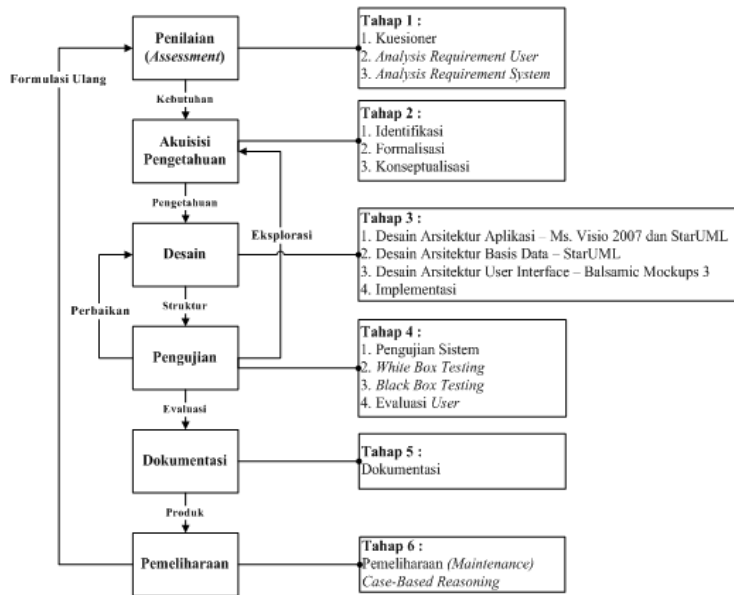 Penilaian
(Assessment)
Tahap 1 :
1. Kuesioner
2. Analysis Requirement User
3. Analysis Requirement System
Formulasi Ulang
Kebutuhan
Akuisisi
Pengetahuan
Tahap 2 :
1. Identifikasi
2. Formalisasi
3. Konseptualisasi
Pengetahuan
Eksplorasi
Desain
Tahap 3 :
1. Desain Arsitektur Aplikasi – Ms. Visio 2007 dan StarUML
2. Desain Arsitektur Basis Data – StarUML
3. Desain Arsitektur User Interface – Balsamic Mockups 3
4. Implementasi
Perbaikan
Struktur
Pengujian
Tahap 4 :
1. Pengujian Sistem
2. White Box Testing
3. Black Box Testing
4. Evaluasi User
Evaluasi
Dokumentasi
Tahap 5 :
Dokumentasi
Produk
Pemeliharaan
Tahap 6 :
Pemeliharaan (Maintenance)
Case-Based Reasoning